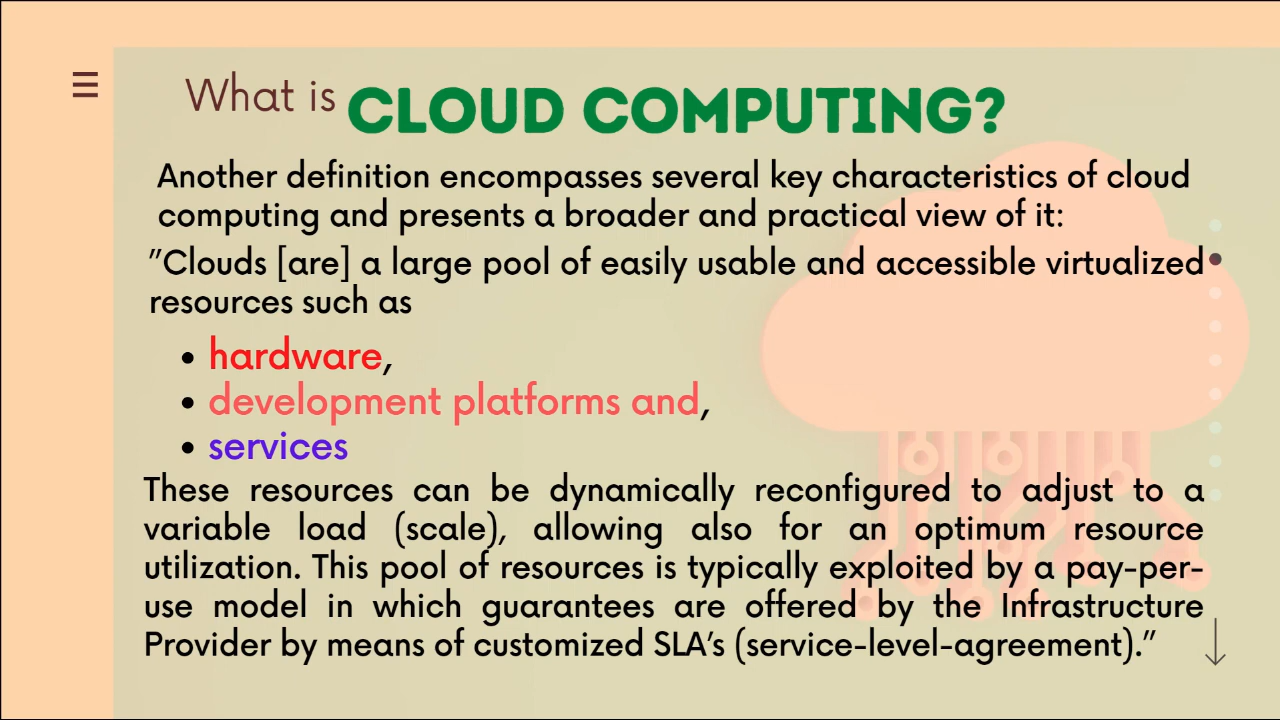 What is CLOUD COMPUTING?
Another definition encompasses several key characteristics of cloud
computing and presents a broader and practical view of it:
"Clouds [are] a large pool of easily usable and accessible virtualized
resources such as
• hardware,
• development platforms and,
• services
These resources can be dynamically reconfigured to adjust to a
variable load (scale), allowing also for an optimum resource
utilization. This pool of resources is typically exploited by a pay-per-
use model in which guarantees are offered by the Infrastructure
Provider by means of customized SLA's (service-level-agreement)."